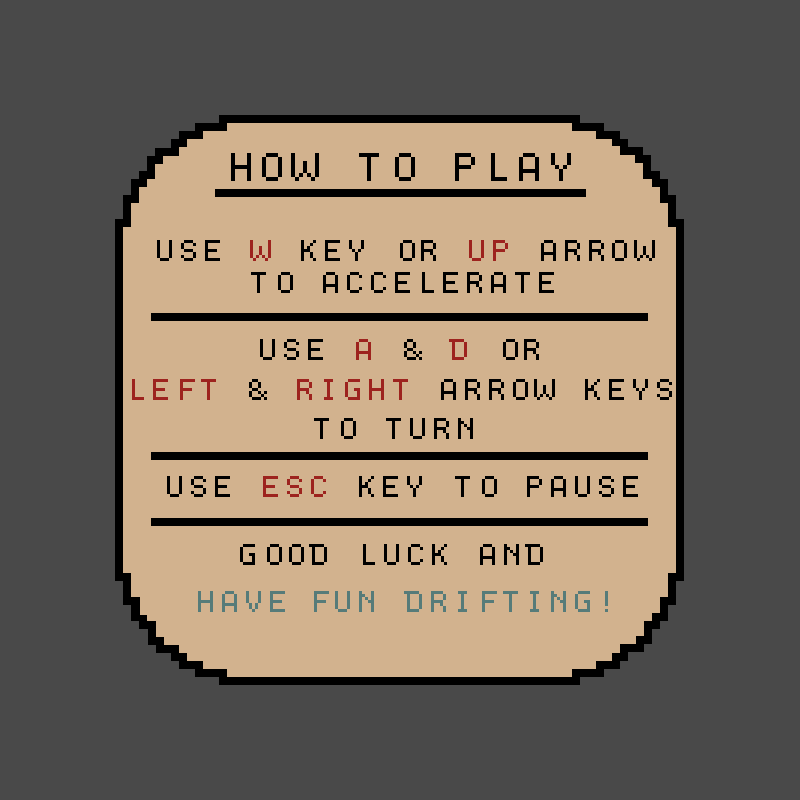 HOW TO PLAY
USE W KEY OR UP ARROW
TO ACCELERATE
USE A & D OR
LEFT & RIGHT ARROW KEYS
TO TURN
USE ESC KEY TO PAUSE
GOOD LUCK AND
HAVE FUN DRIFTING!